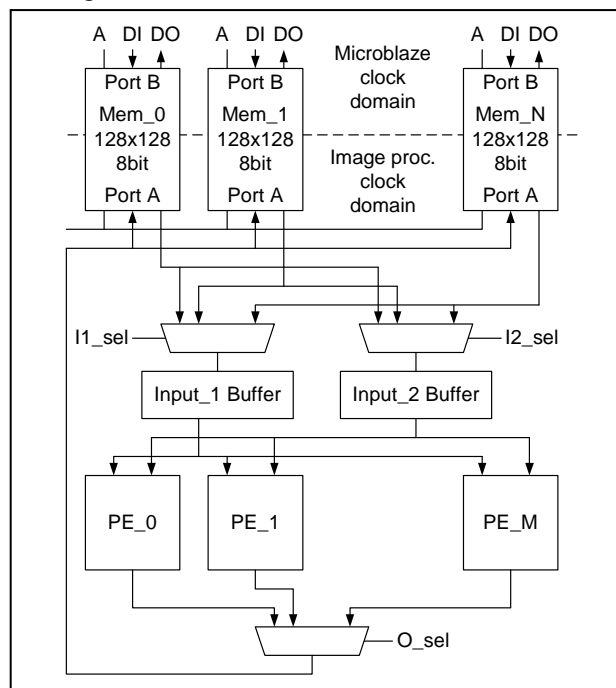 A DI DO A DI DO A DI DO
Microblaze
clock
domain
Port B Port B Port B
Mem_0 Mem_1 Mem_N
128x128 128x128 128x128
8bit 8bit 8bit
Image proc.
clock
domain
Port A Port A Port A
I1_sel I2_sel
Input_1 Buffer Input_2 Buffer
PE_0 PE_1 PE_M
O_sel